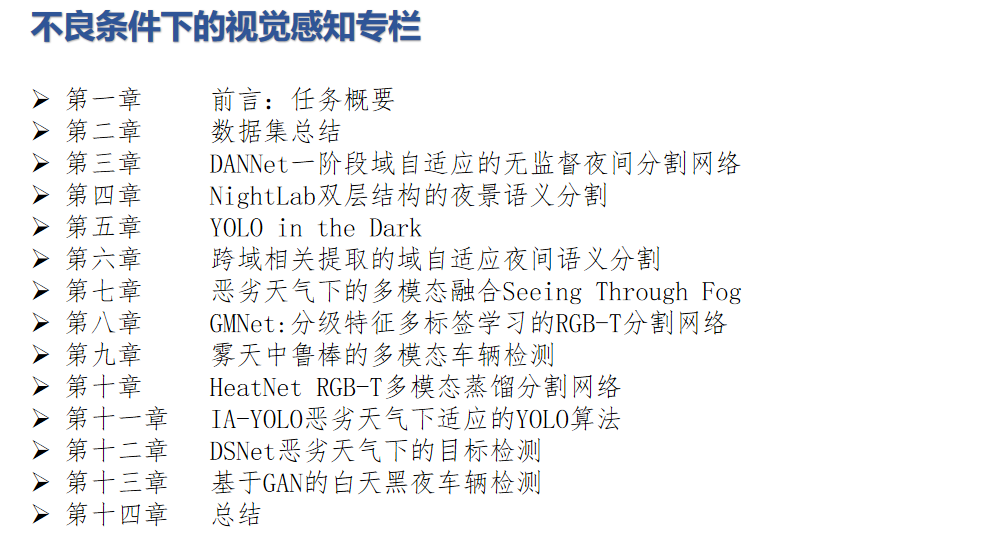 不良条件下的视觉感知专栏
第一章 前言：任务概要
第二章 数据集总结
第三章 DANNet一阶段域自适应的无监督夜间分割网络
第四章 NightLab双层结构的夜景语义分割
第五章 YOLO in the Dark
第六章 跨域相关提取的域自适应夜间语义分割
第七章 恶劣天气下的多模态融合Seeing Through Fog
第八章 GMNet:分级特征多标签学习的RGB-T分割网络
第九章 雾天中鲁棒的多模态车辆检测
第十章 HeatNet RGB-T多模态蒸馏分割网络
第十一章 IA-YOLO恶劣天气下适应的YOLO算法
第十二章 DSNet恶劣天气下的目标检测
第十三章 基于GAN的白天黑夜车辆检测
第十四章 总结